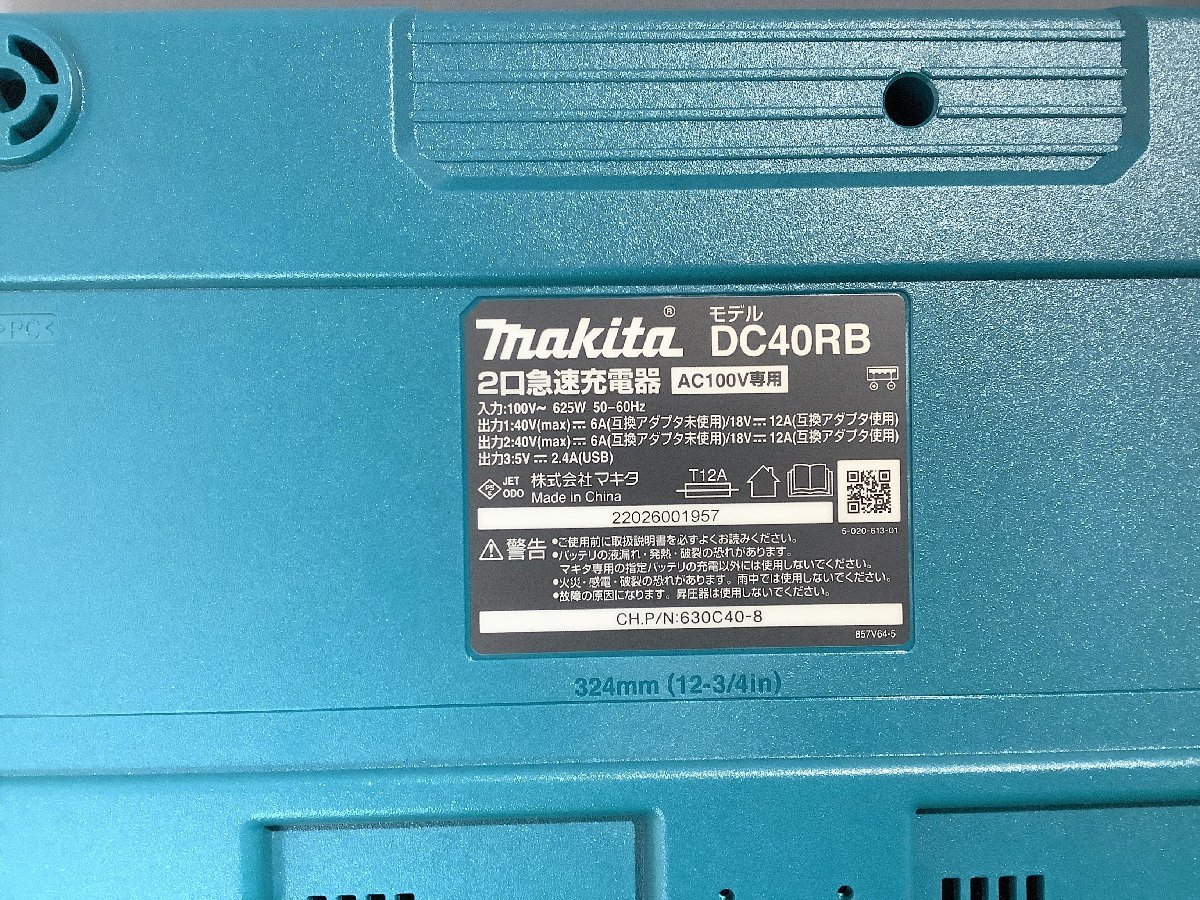 >PC<
makita® モデル DC40RB
2口急速充電器 AC100V専用
入力:100V～ 625W 50-60Hz
出力1:40V(max)⎓ 6A(互換アダプタ未使用)/18V⎓ 12A(互換アダプタ使用)
出力2:40V(max)⎓ 6A(互換アダプタ未使用)/18V⎓ 12A(互換アダプタ使用)
出力3:5V⎓ 2.4A(USB)
PS E JET ODO 株式会社マキタ T12A
Made in China
22026001957
5-020-613-01
警告
•ご使用前に取扱説明書を必ずよくお読みください。
•バッテリの液漏れ・発熱・破裂の恐れがあります。
マキタ専用の指定バッテリの充電以外には使用しないでください。
•火災・感電・破裂の恐れがあります。雨中では使用しないでください。
•故障の原因になります。昇圧器は使用しないでください。
CH.P/N:630C40-8
857V64-5
324mm (12-3/4in)